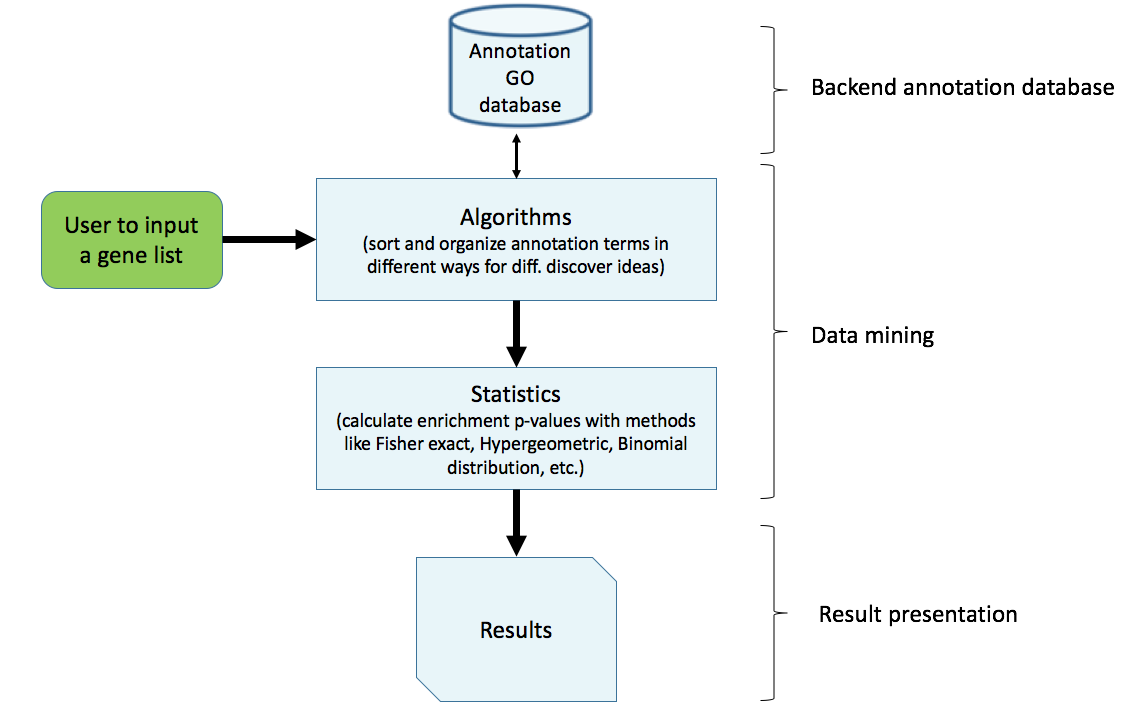 Annotation
GO
database
Backend annotation database
User to input
a gene list
Algorithms
(sort and organize annotation terms in
different ways for diff. discover ideas)
Data mining
Statistics
(calculate enrichment p-values with methods
like Fisher exact, Hypergeometric, Binomial
distribution, etc.)
Results
Result presentation